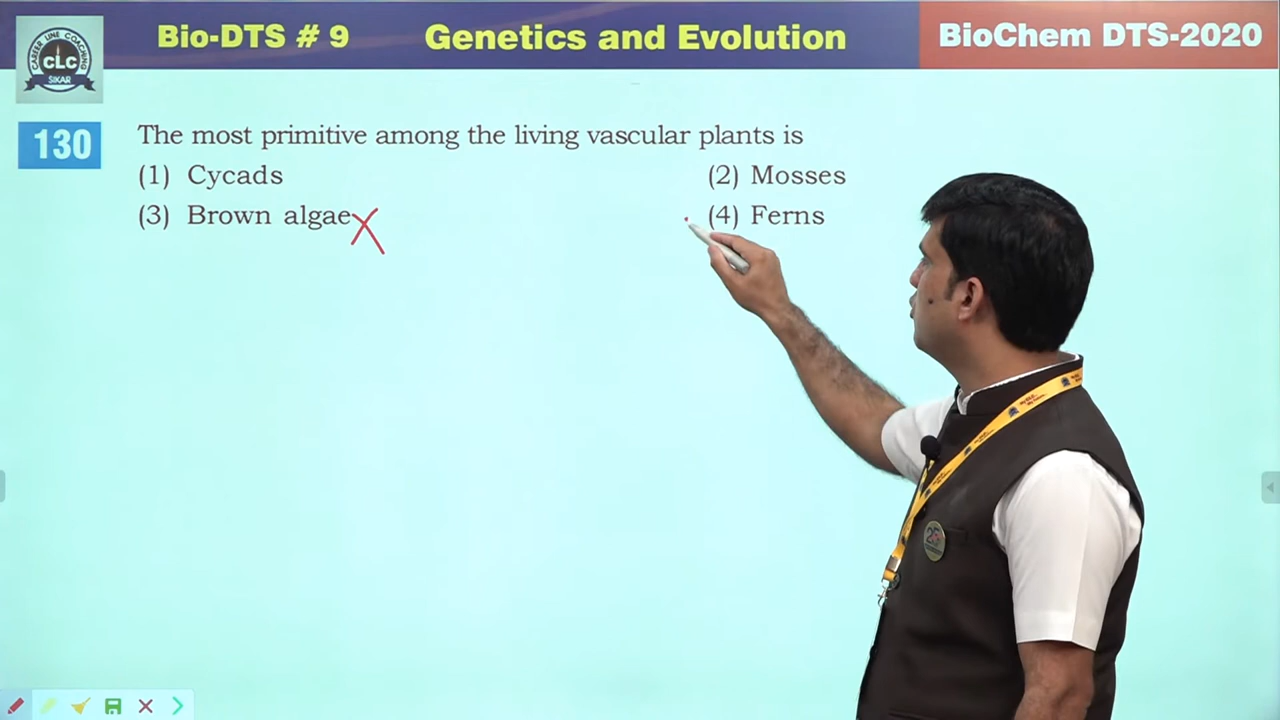 CAREER LINE COACHING
CLC
SIKAR
Bio-DTS # 9
Genetics and Evolution
BioChem DTS-2020
130
The most primitive among the living vascular plants is
(1) Cycads
(2) Mosses
(3) Brown algae
(4) Ferns